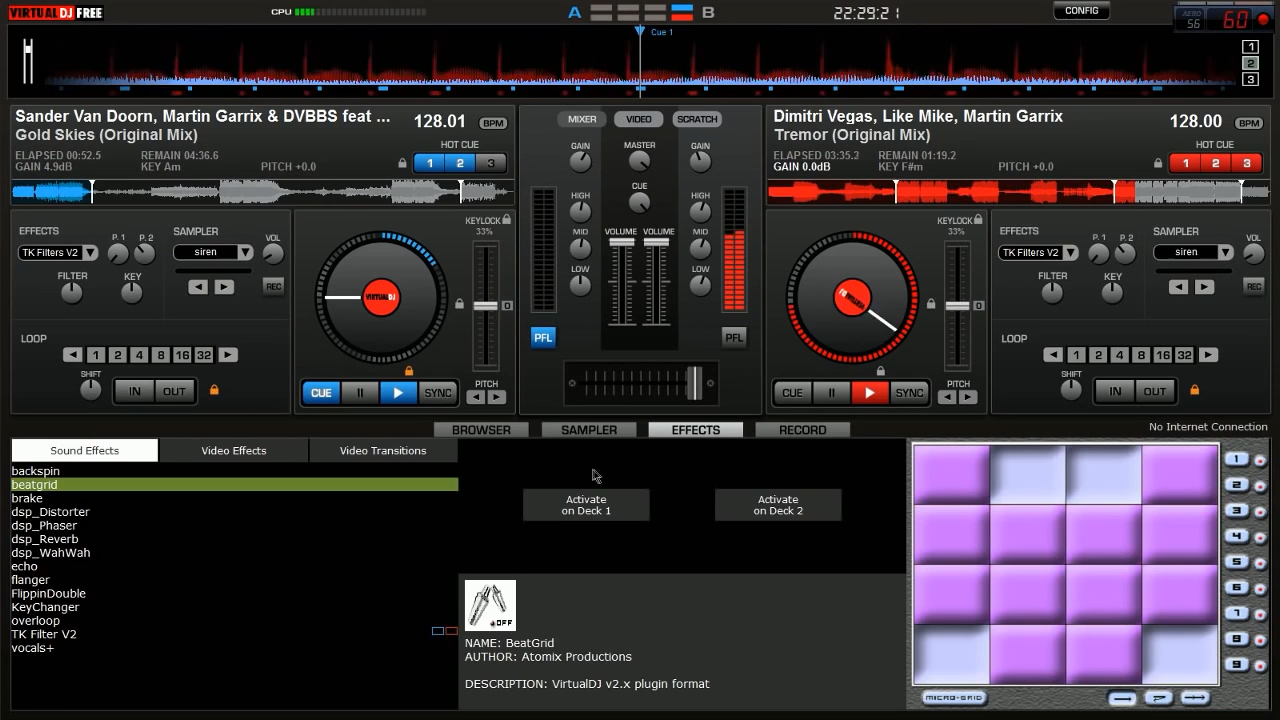 VIRTUAL DJ FREE
CPU
A B
22:29:21
CONFIG
AERO 56 60
Cue 1
1
2
3
Sander Van Doorn, Martin Garrix & DVBBS feat ...
Gold Skies (Original Mix)
128.01 BPM
ELAPSED 00:52.5 REMAIN 04:36.6
GAIN 4.9dB KEY Am PITCH +0.0
HOT CUE
1 2 3
MIXER VIDEO SCRATCH
GAIN MASTER GAIN
HIGH CUE HIGH
MID VOLUME VOLUME MID
LOW LOW
PFL PFL
Dimitri Vegas, Like Mike, Martin Garrix
Tremor (Original Mix)
128.00 BPM
ELAPSED 03:35.2 REMAIN 01:19.2
GAIN 0.0dB KEY F#m PITCH +0.0
HOT CUE
1 2 3
EFFECTS P. 1 P. 2 SAMPLER VOL
TK Filters V2 siren
FILTER KEY REC
LOOP
1 2 4 8 16 32
SHIFT IN OUT
KEYLOCK
33%
VIRTUAL DJ
0
CUE II SYNC PITCH
KEYLOCK
33%
0
CUE II SYNC PITCH
EFFECTS P. 1 P. 2 SAMPLER VOL
TK Filters V2 siren
FILTER KEY REC
LOOP
1 2 4 8 16 32
SHIFT IN OUT
BROWSER SAMPLER EFFECTS RECORD
No Internet Connection
Sound Effects Video Effects Video Transitions
backspin
beatgrid
brake
dsp_Distorter
dsp_Phaser
dsp_Reverb
dsp_WahWah
echo
flanger
FlippinDouble
KeyChanger
overloop
TK Filter V2
vocals+
Activate
on Deck 1
Activate
on Deck 2
OFF
NAME: BeatGrid
AUTHOR: Atomix Productions
DESCRIPTION: VirtualDJ v2.x plugin format
1
2
3
4
5
6
7
8
9
MICRO-GRID